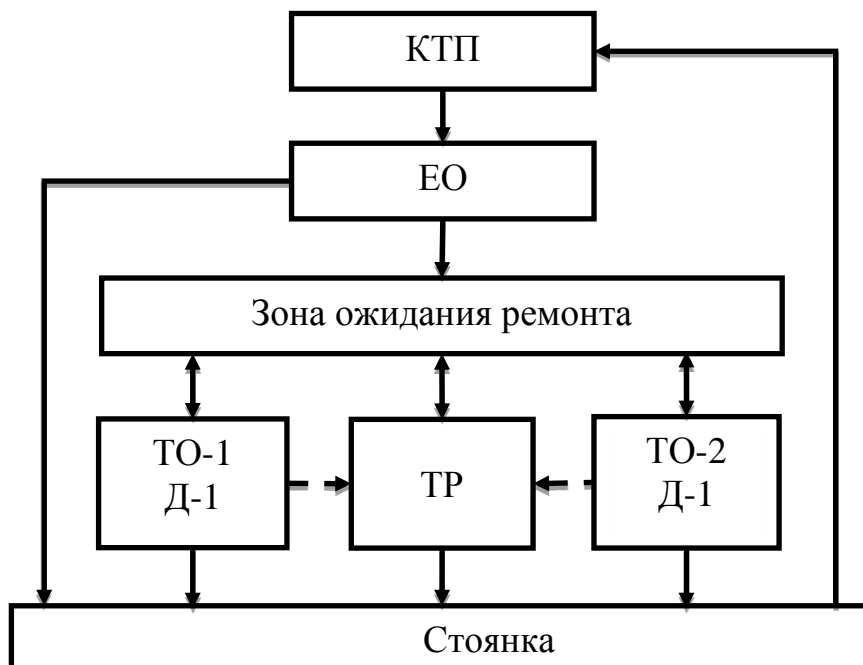 КТП
ЕО
Зона ожидания ремонта
ТО-1
Д-1
ТР
ТО-2
Д-1
Стоянка